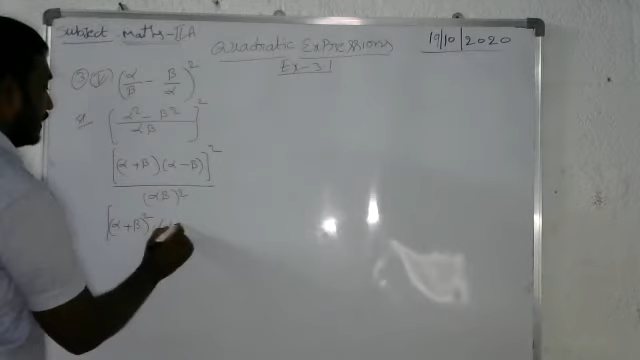 Subject Maths-IIA
Quadratic Expressions
19/10/2020
Ex-3.1
③ (α/β − β/α)²
[α² − β² / αβ]²
[(α+β)(α−β)]² / (αβ)²
[(α+β)²